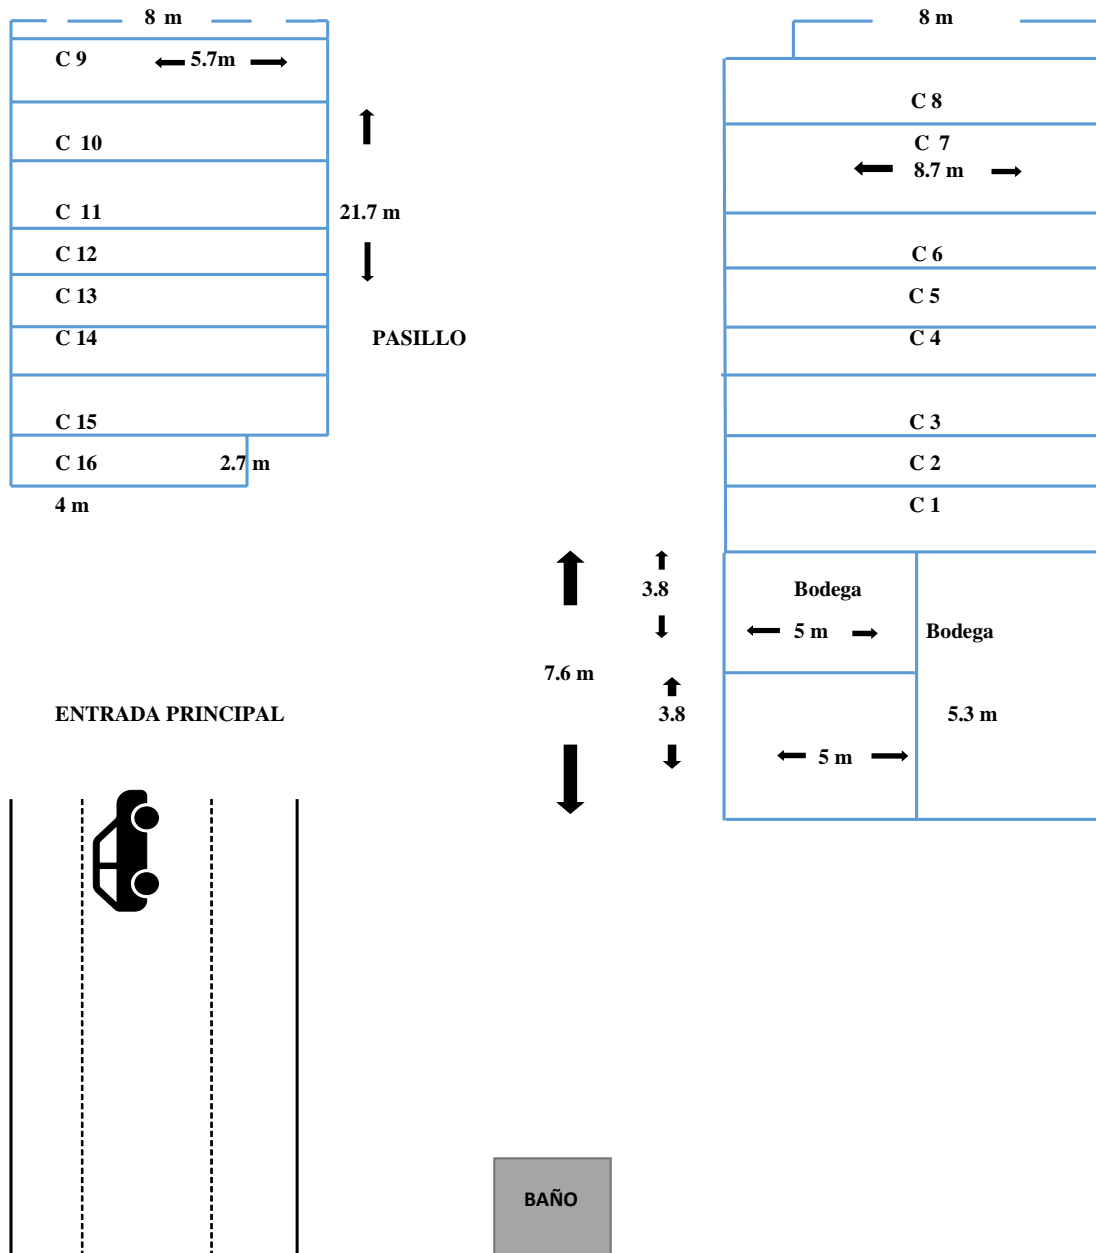 8 m
8 m
C 9
5.7m
C 8
C 10
C 7
8.7 m
C 11
21.7 m
C 12
C 6
C 13
C 5
C 14
PASILLO
C 4
C 15
C 3
C 16
2.7 m
C 2
4 m
C 1
3.8
Bodega
5 m
Bodega
7.6 m
ENTRADA PRINCIPAL
3.8
5.3 m
5 m
BAÑO